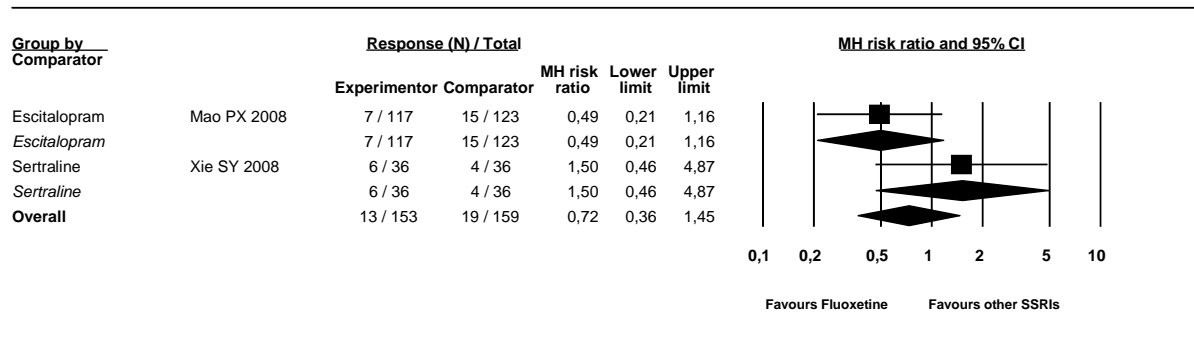 Group by
Comparator
Response (N) / Total
MH risk ratio and 95% CI
Experimentor Comparator MH risk ratio Lower limit Upper limit
Escitalopram Mao PX 2008 7 / 117 15 / 123 0,49 0,21 1,16
Escitalopram 7 / 117 15 / 123 0,49 0,21 1,16
Sertraline Xie SY 2008 6 / 36 4 / 36 1,50 0,46 4,87
Sertraline 6 / 36 4 / 36 1,50 0,46 4,87
Overall 13 / 153 19 / 159 0,72 0,36 1,45
0,1 0,2 0,5 1 2 5 10
Favours Fluoxetine Favours other SSRIs